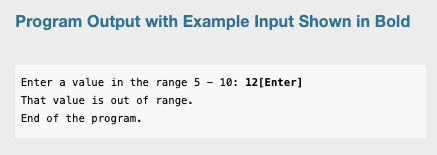 Program Output with Example Input Shown in Bold
Enter a value in the range 5 – 10: 12[Enter]
That value is out of range.
End of the program.